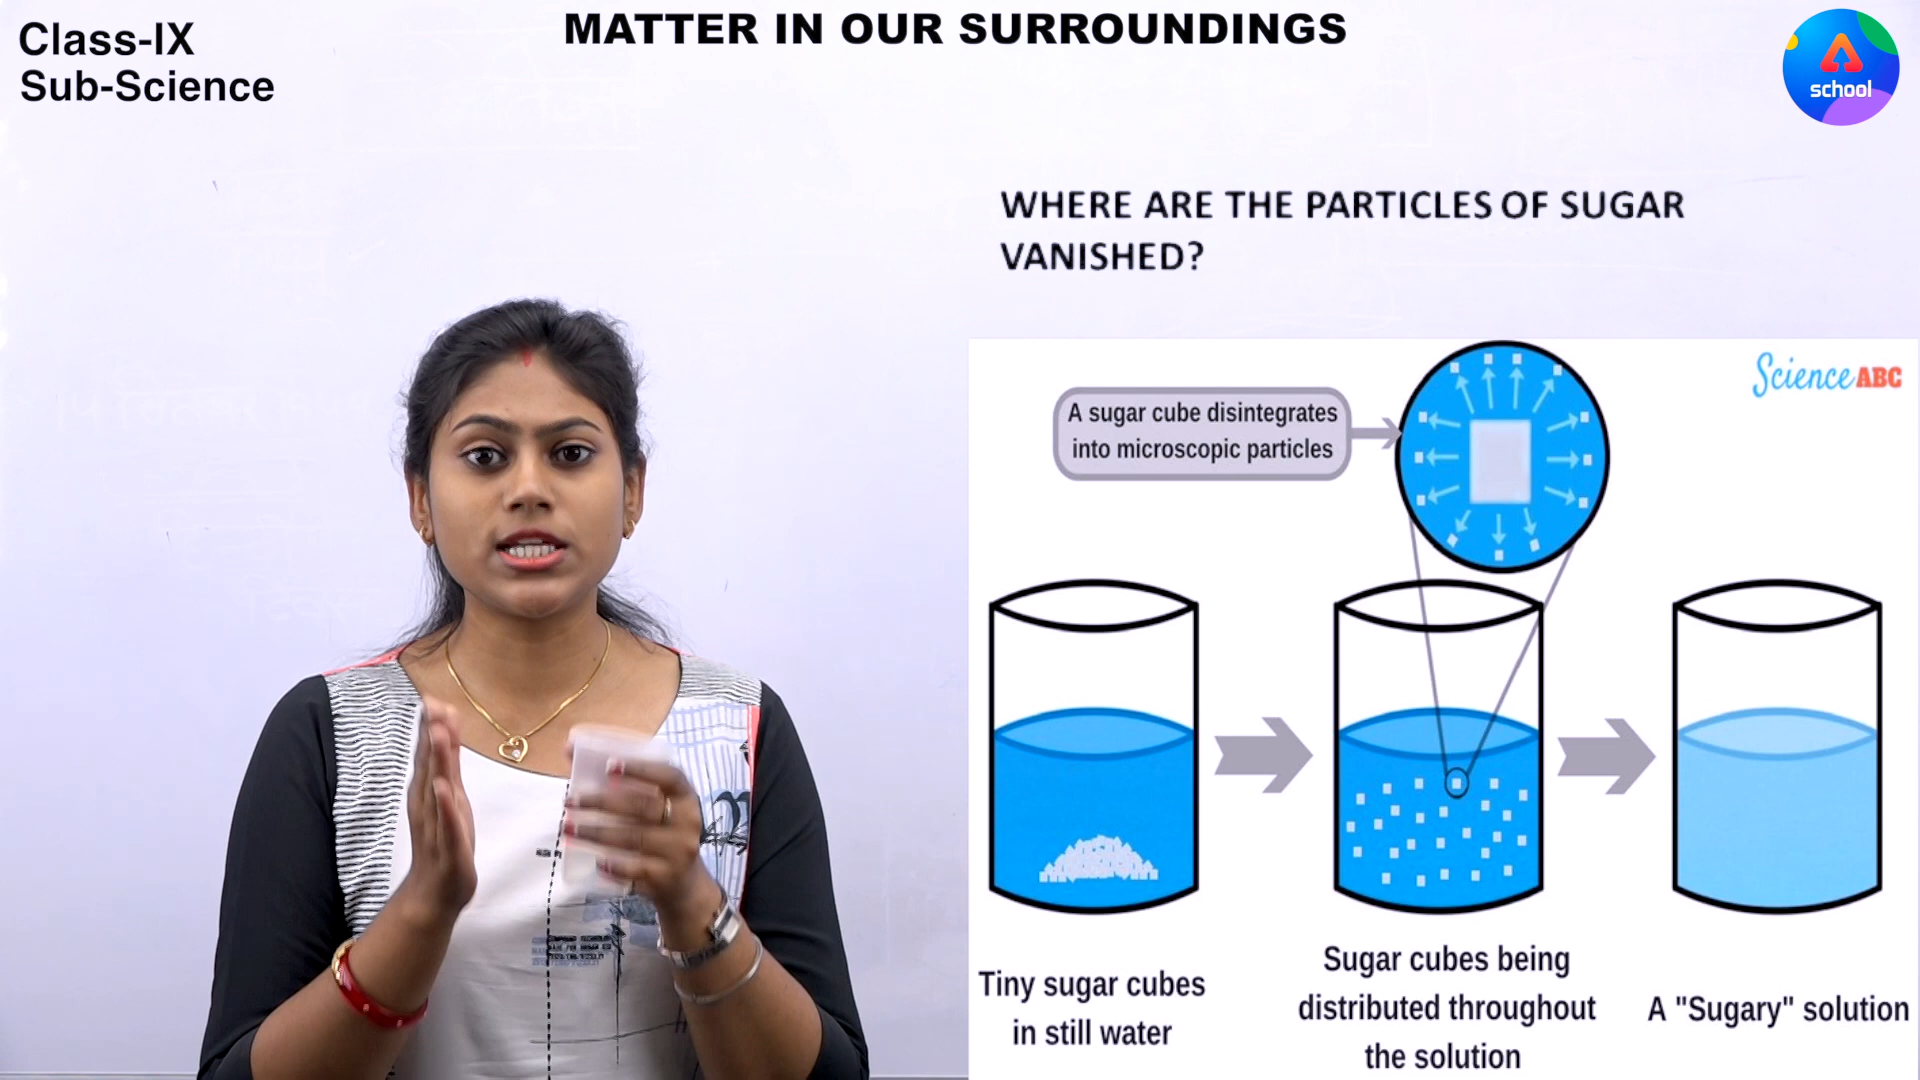 Class-IX
Sub-Science
MATTER IN OUR SURROUNDINGS
A
school
WHERE ARE THE PARTICLES OF SUGAR
VANISHED?
Science ABC
A sugar cube disintegrates
into microscopic particles
Tiny sugar cubes
in still water
Sugar cubes being
distributed throughout
the solution
A "Sugary" solution